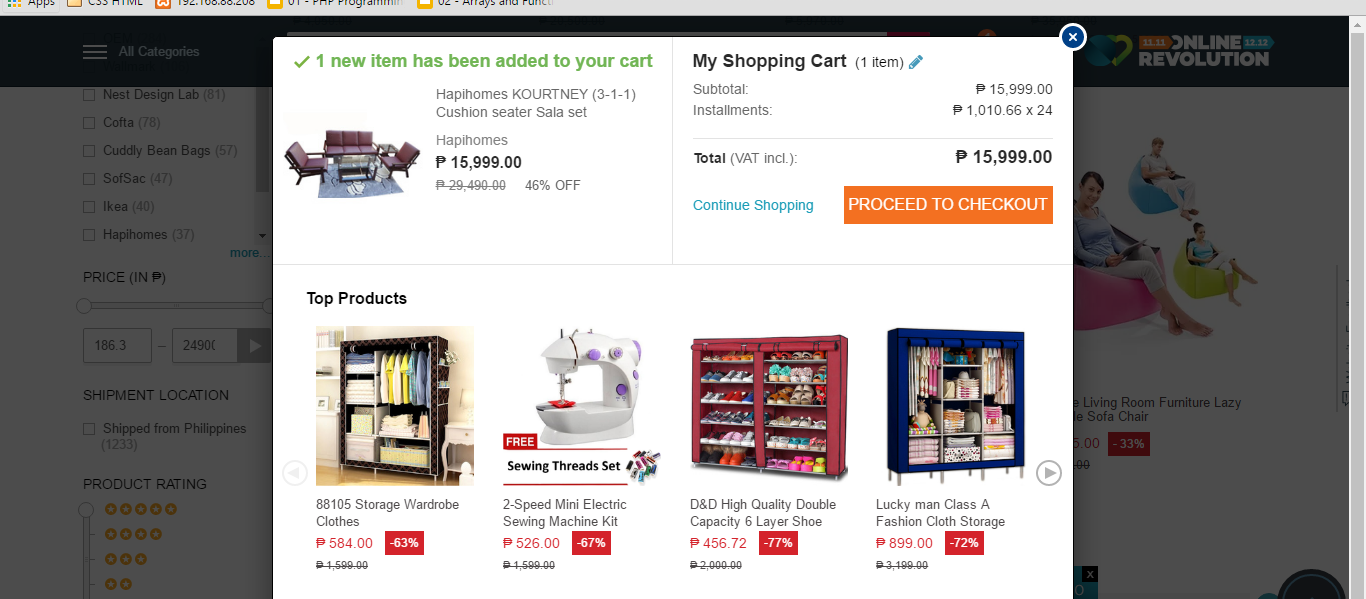 Apps
CSS HTML
192.168.88.208
01 - PHP Programmin
02 - Arrays and Functi
All Categories
11.11 ONLINE 12.12
REVOLUTION
Nest Design Lab (81)
Cofta (78)
Cuddly Bean Bags (57)
SofSac (47)
Ikea (40)
Hapihomes (37)
more...
PRICE (IN ₱)
186.3 – 2490
SHIPMENT LOCATION
Shipped from Philippines
(1233)
PRODUCT RATING
1 new item has been added to your cart
Hapihomes KOURTNEY (3-1-1)
Cushion seater Sala set
Hapihomes
₱ 15,999.00
₱ 29,490.00 46% OFF
My Shopping Cart (1 item)
Subtotal: ₱ 15,999.00
Installments: ₱ 1,010.66 x 24
Total (VAT incl.): ₱ 15,999.00
Continue Shopping
PROCEED TO CHECKOUT
Top Products
FREE
Sewing Threads Set
88105 Storage Wardrobe
Clothes
₱ 584.00 -63%
₱ 1,599.00
2-Speed Mini Electric
Sewing Machine Kit
₱ 526.00 -67%
₱ 1,599.00
D&D High Quality Double
Capacity 6 Layer Shoe
₱ 456.72 -77%
₱ 2,000.00
Lucky man Class A
Fashion Cloth Storage
₱ 899.00 -72%
₱ 3,199.00
e Living Room Furniture Lazy
le Sofa Chair
5.00 - 33%
.00
x